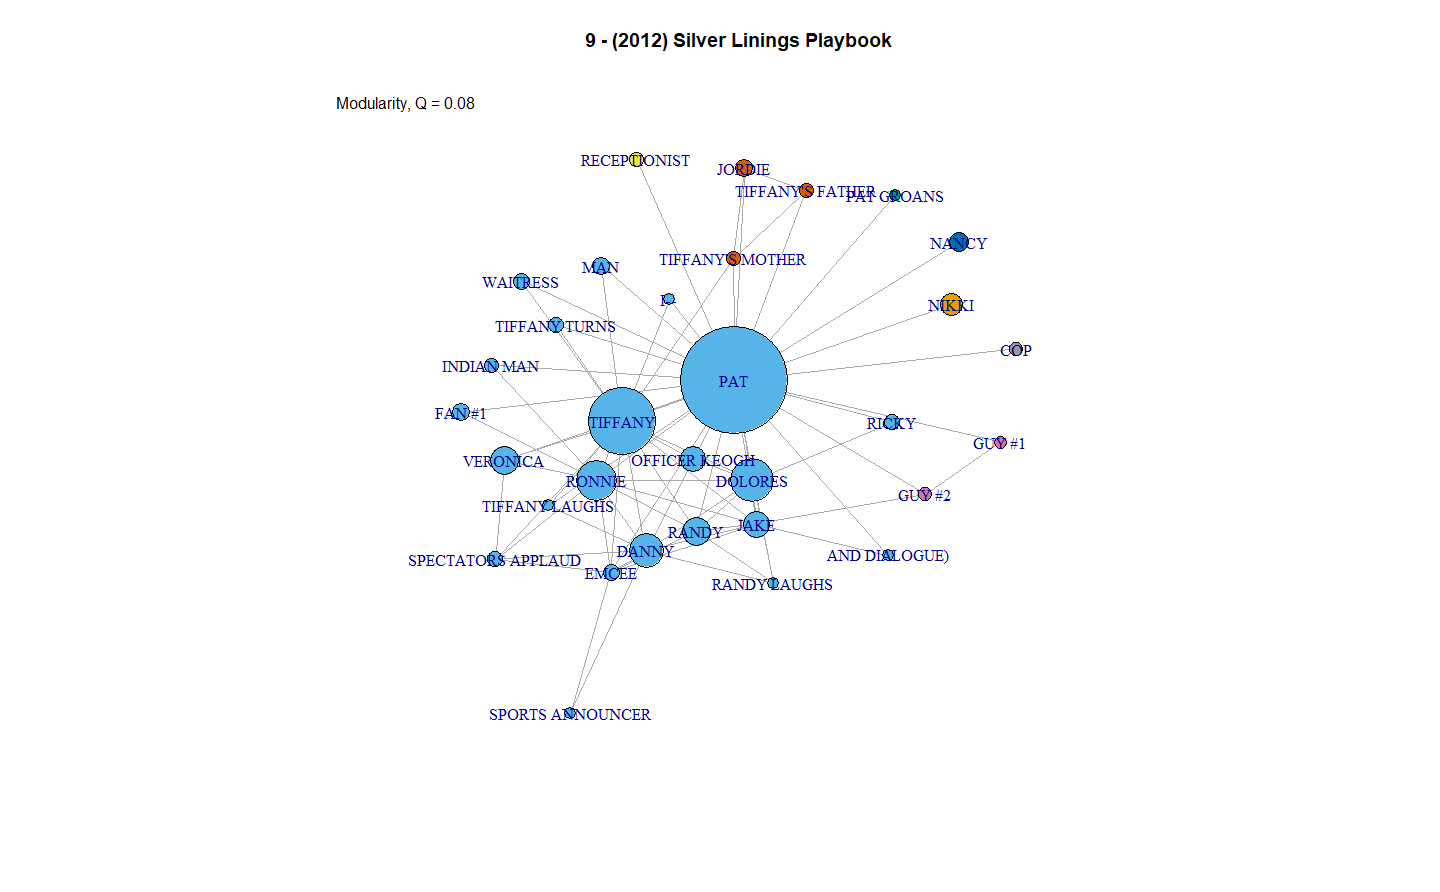 9 - (2012) Silver Linings Playbook
Modularity, Q = 0.08
RECEPTIONIST
JORDIE
TIFFANY'S FATHER
PAT GROANS
NANCY
TIFFANY'S MOTHER
MAN
WAITRESS
NIKKI
TIFFANY TURNS
COP
INDIAN MAN
PAT
FAN #1
TIFFANY
RICKY
GUY #1
VERONICA
OFFICER KEOGH
RONNIE
DOLORES
GUY #2
TIFFANY LAUGHS
RANDY
JAKE
DANNY
AND DIALOGUE)
SPECTATORS APPLAUD
EMCEE
RANDY LAUGHS
SPORTS ANNOUNCER